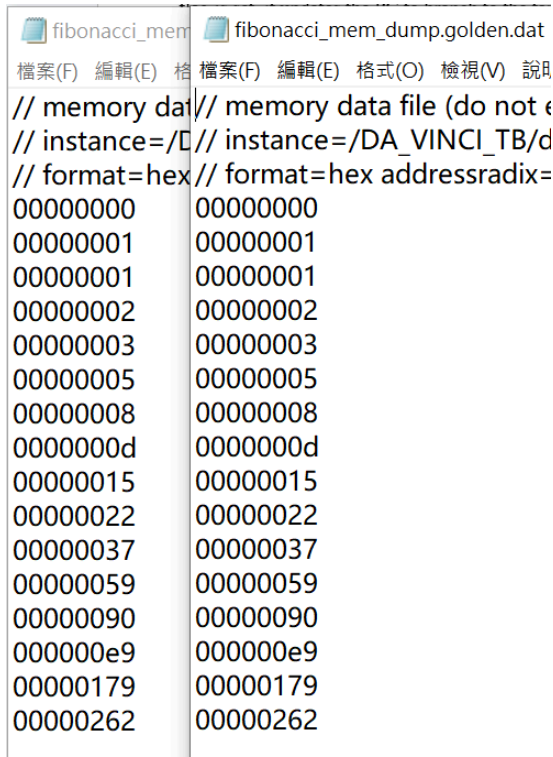 fibonacci_mem
檔案(F) 編輯(E) 格
// memory dat
// instance=/D
// format=hex
00000000
00000001
00000001
00000002
00000003
00000005
00000008
0000000d
00000015
00000022
00000037
00000059
00000090
000000e9
00000179
00000262
fibonacci_mem_dump.golden.dat
檔案(F) 編輯(E) 格式(O) 檢視(V) 說明
// memory data file (do not e
// instance=/DA_VINCI_TB/d
// format=hex addressradix=
00000000
00000001
00000001
00000002
00000003
00000005
00000008
0000000d
00000015
00000022
00000037
00000059
00000090
000000e9
00000179
00000262